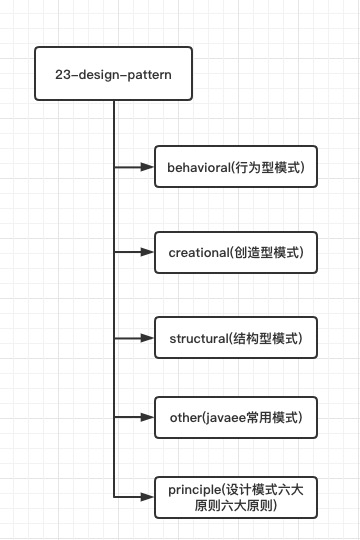 23-design-pattern
behavioral(行为型模式)
creational(创造型模式)
structural(结构型模式)
other(javaee常用模式)
principle(设计模式六大
原则六大原则)